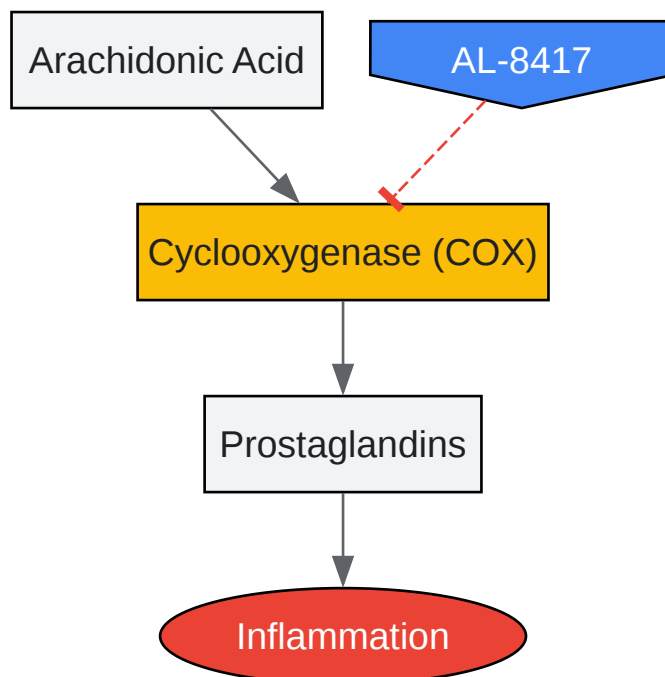 Arachidonic Acid
AL-8417
Cyclooxygenase (COX)
Prostaglandins
Inflammation